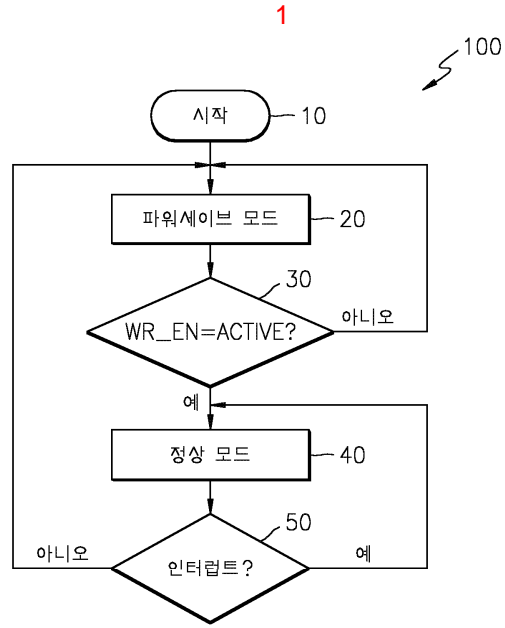 1
100
시작
10
파워세이브 모드
20
30
WR_EN=ACTIVE?
아니오
예
정상 모드
40
50
아니오
인터럽트?
예